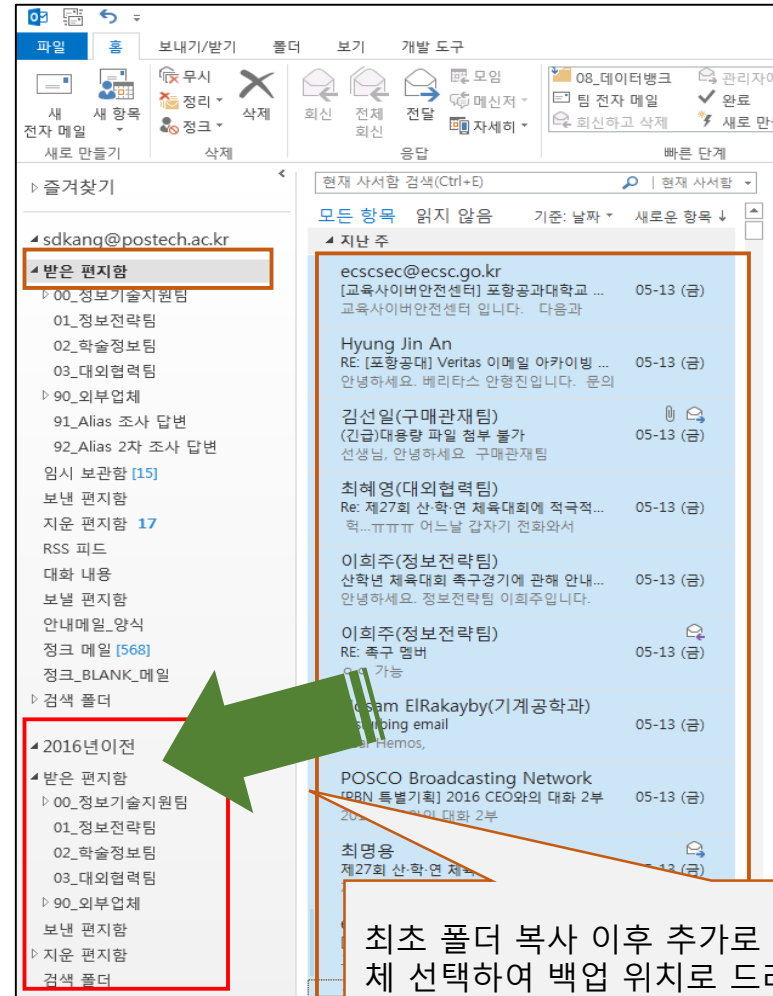 파일 홈 보내기/받기 폴더 보기 개발 도구
새 전자 메일
새 항목
무시
정리
정크
삭제
회신
전체 회신
전달
모임
메신저
자세히
08_데이터뱅크
팀 전자 메일
회신하고 삭제
완료
새로 만들기 삭제 응답 빠른 단계
즐겨찾기
sdkang@postech.ac.kr
받은 편지함
00_정보기술지원팀
01_정보전략팀
02_학술정보팀
03_대외협력팀
90_외부업체
91_Alias 조사 답변
92_Alias 2차 조사 답변
임시 보관함 [15]
보낸 편지함
지운 편지함 17
RSS 피드
대화 내용
보낼 편지함
안내메일_양식
정크 메일 [568]
정크_BLANK_메일
검색 폴더
2016년이전
받은 편지함
00_정보기술지원팀
01_정보전략팀
02_학술정보팀
03_대외협력팀
90_외부업체
보낸 편지함
지운 편지함
검색 폴더
현재 사서함 검색(Ctrl+E) 현재 사서함
모든 항목 읽지 않음 기준: 날짜 새로운 항목 ↓
지난 주
ecscsec@ecsc.go.kr
[교육사이버안전센터] 포항공과대학교 ... 05-13 (금)
교육사이버안전센터 입니다. 다음과
Hyung Jin An
RE: [포항공대] Veritas 이메일 아카이빙 ... 05-13 (금)
안녕하세요. 베리타스 안형진입니다. 문의
김선일(구매관재팀)
(긴급)대용량 파일 첨부 불가 05-13 (금)
선생님, 안녕하세요 구매관재팀
최혜영(대외협력팀)
Re: 제27회 산·학·연 체육대회에 적극적... 05-13 (금)
헉...ㅠㅠㅠ 어느날 갑자기 전화와서
이희주(정보전략팀)
산학년 체육대회 족구경기에 관해 안내... 05-13 (금)
안녕하세요. 정보전략팀 이희주입니다.
이희주(정보전략팀)
RE: 족구 멤버 05-13 (금)
가능
ElRakayby(기계공학과)
email 05-13 (금)
Hemos,
POSCO Broadcasting Network
[PBN 특별기획] 2016 CEO와의 대화 2부 05-13 (금)
대화 2부
최명용
제27회 산·학·연
최초 폴더 복사 이후 추가로
체 선택하여 백업 위치로